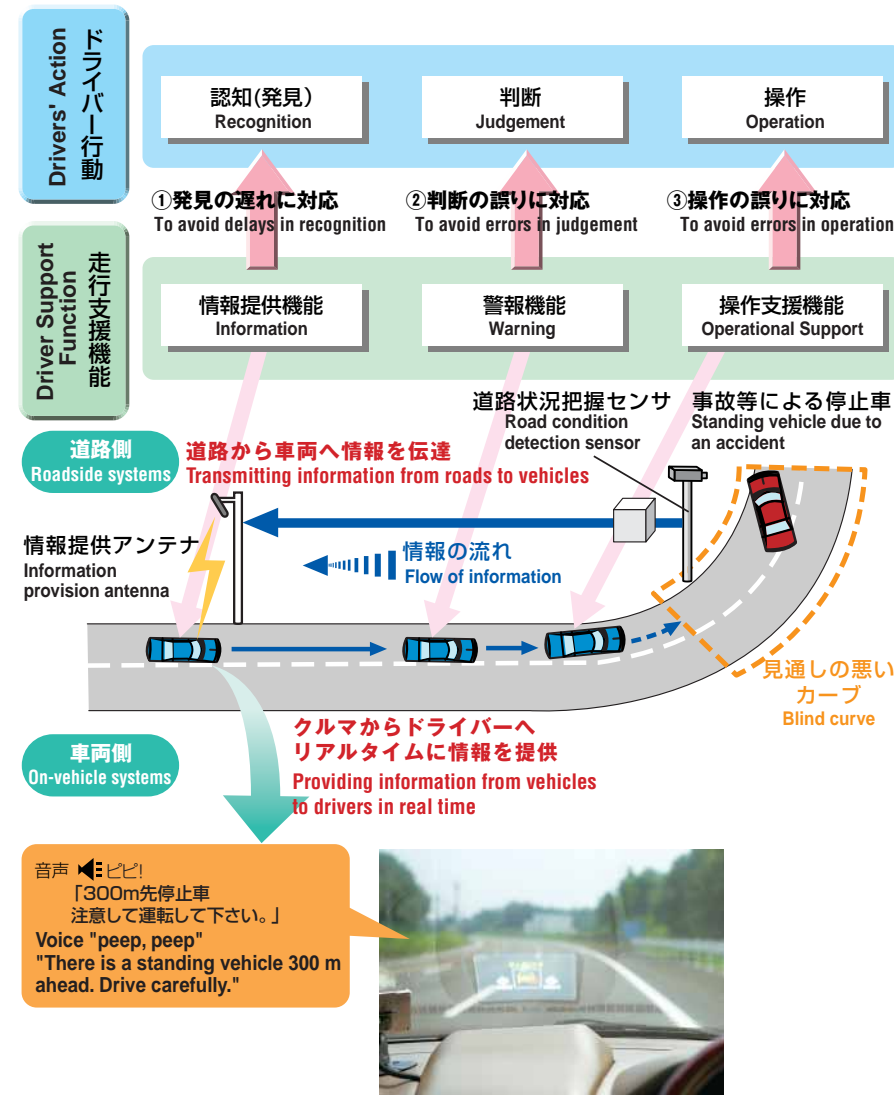 ドライバー行動
Drivers' Action
認知(発見)
Recognition
判断
Judgement
操作
Operation
①発見の遅れに対応
To avoid delays in recognition
②判断の誤りに対応
To avoid errors in judgement
③操作の誤りに対応
To avoid errors in operation
走行支援機能
Driver Support
Function
情報提供機能
Information
警報機能
Warning
操作支援機能
Operational Support
道路状況把握センサ
Road condition
detection sensor
事故等による停止車
Standing vehicle due to
an accident
道路側
Roadside systems
道路から車両へ情報を伝達
Transmitting information from roads to vehicles
情報提供アンテナ
Information
provision antenna
情報の流れ
Flow of information
見通しの悪い
カーブ
Blind curve
車両側
On-vehicle systems
クルマからドライバーへ
リアルタイムに情報を提供
Providing information from vehicles
to drivers in real time
音声 ピピ!
「300m先停止車
注意して運転して下さい。」
Voice "peep, peep"
"There is a standing vehicle 300 m
ahead. Drive carefully."